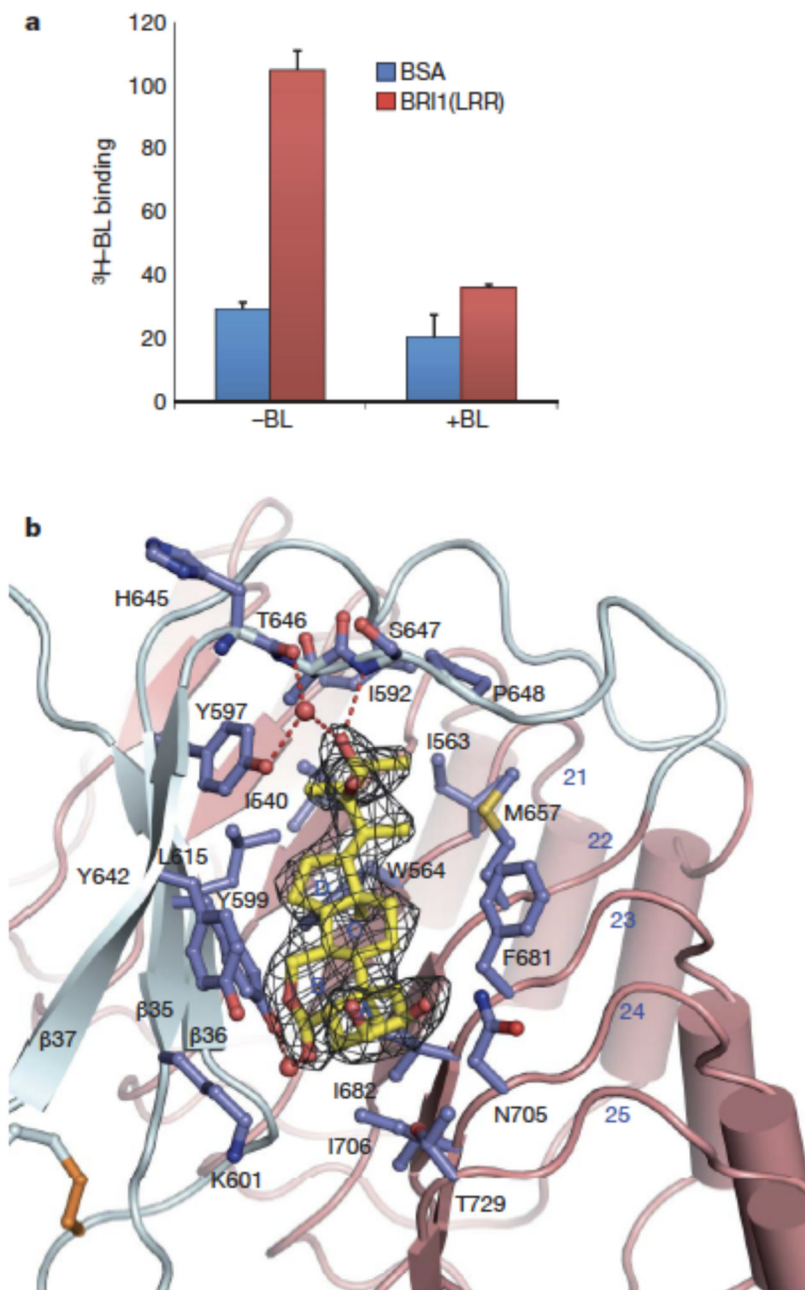 a
120
100
80
60
40
20
0
³H–BL binding
BSA
BRI1(LRR)
–BL
+BL
b
H645
T646
S647
I592
P648
Y597
I563
21
I540
M657
22
L615
Y642
W564
Y599
D
C
F681
23
B
β35
A
24
β37
β36
I682
N705
25
I706
K601
T729